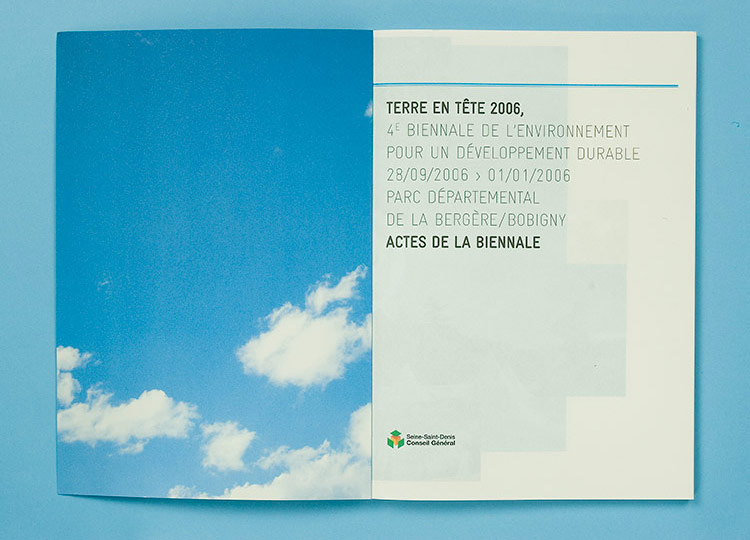 TERRE EN TÊTE 2006,
4E BIENNALE DE L'ENVIRONNEMENT
POUR UN DÉVELOPPEMENT DURABLE
28/09/2006 > 01/01/2006
PARC DÉPARTEMENTAL
DE LA BERGÈRE/BOBIGNY
ACTES DE LA BIENNALE
Seine-Saint-Denis
Conseil Général